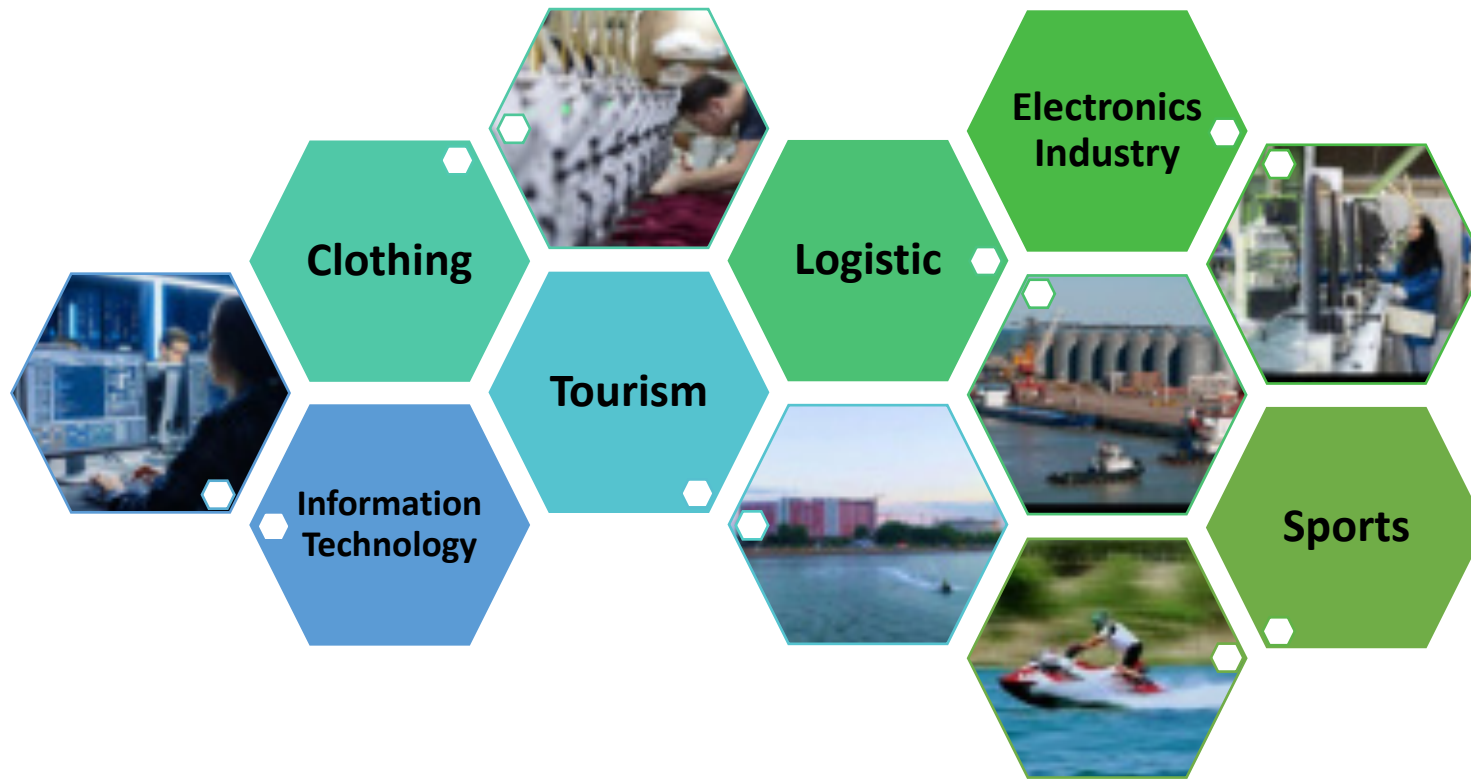 Electronics
Industry
Clothing
Logistic
Tourism
Information
Technology
Sports